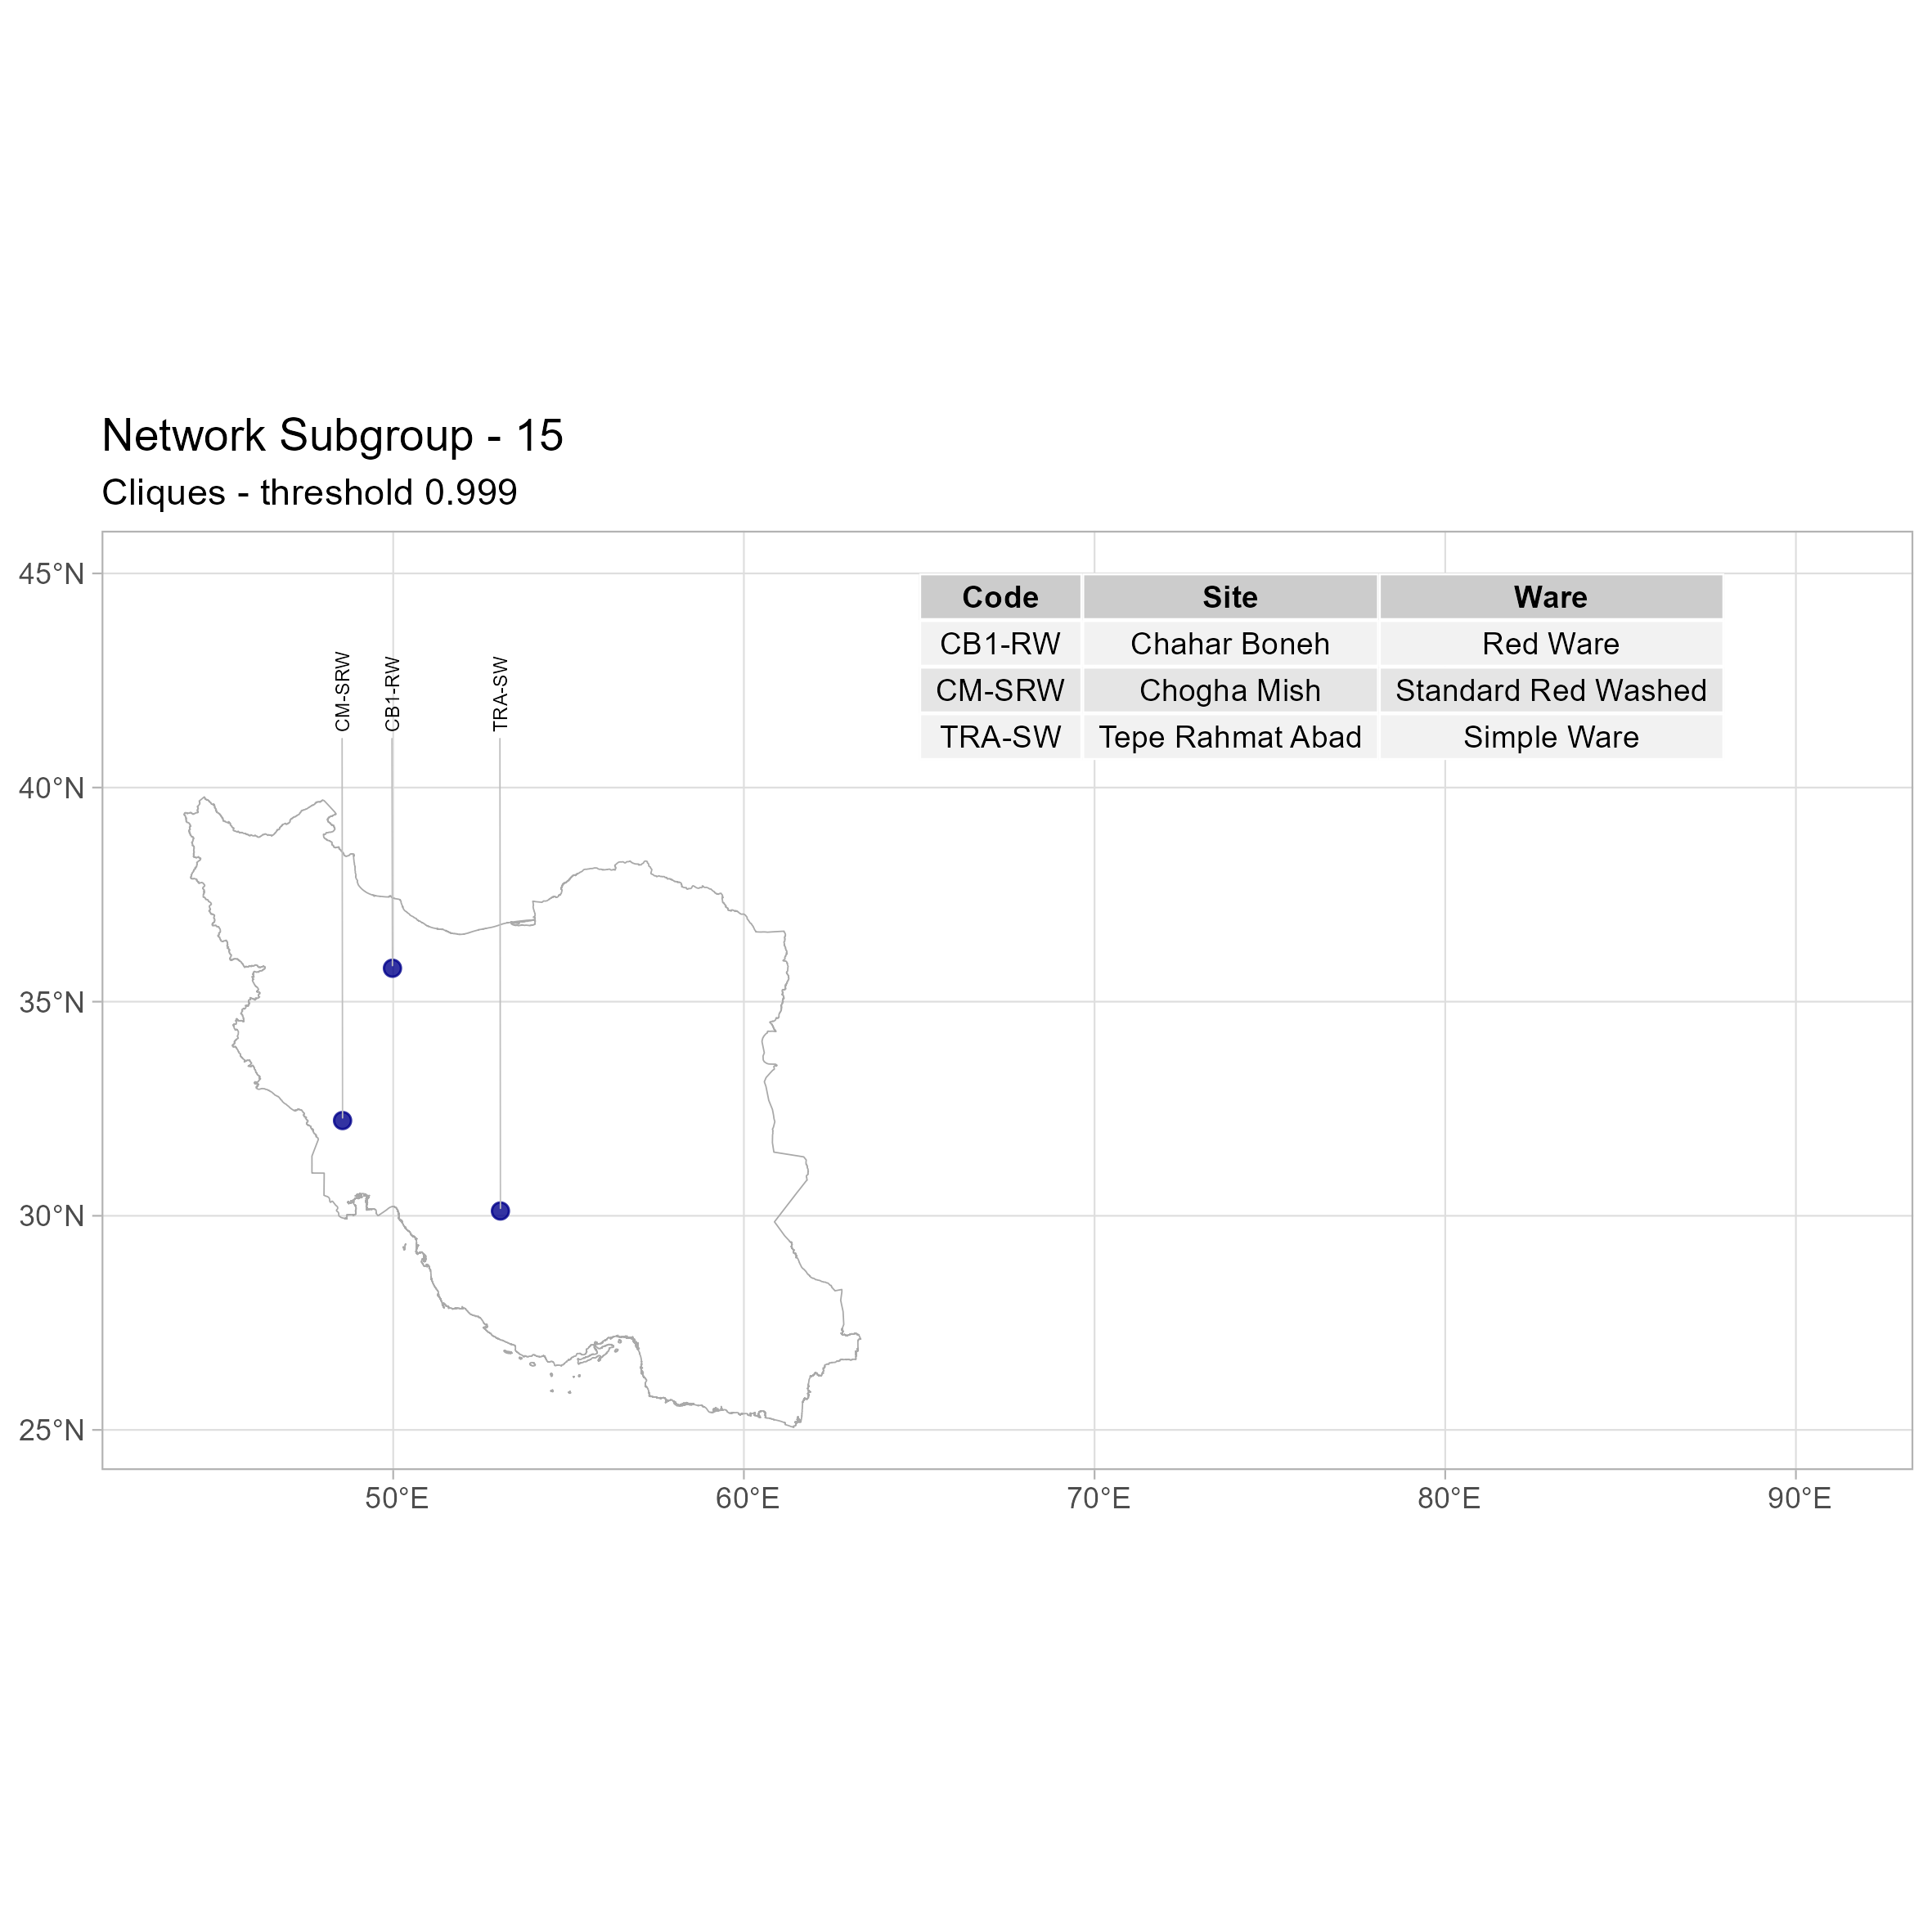 Network Subgroup - 15
Cliques - threshold 0.999
45°N
40°N
35°N
30°N
25°N
CM-SRW
CB1-RW
TRA-SW
Code Site Ware
CB1-RW Chahar Boneh Red Ware
CM-SRW Chogha Mish Standard Red Washed
TRA-SW Tepe Rahmat Abad Simple Ware
50°E 60°E 70°E 80°E 90°E